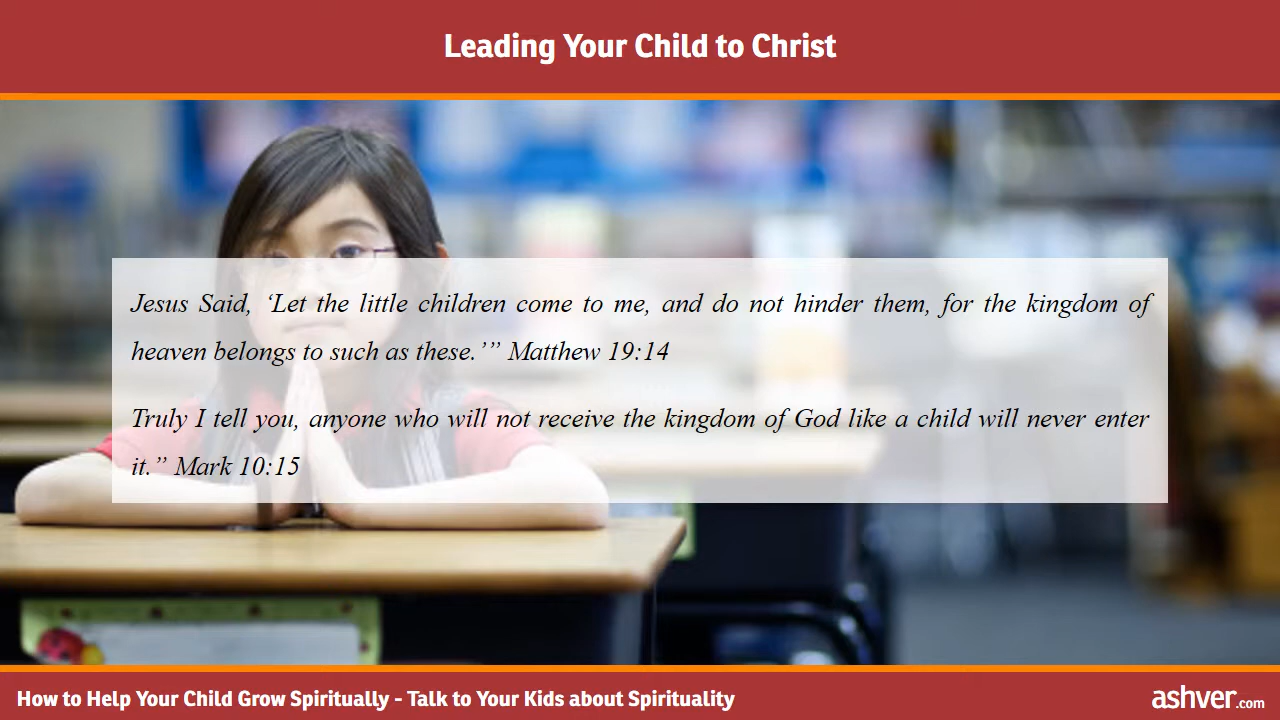 Leading Your Child to Christ
Jesus Said, ‘Let the little children come to me, and do not hinder them, for the kingdom of
heaven belongs to such as these.’” Matthew 19:14
Truly I tell you, anyone who will not receive the kingdom of God like a child will never enter
it.” Mark 10:15
How to Help Your Child Grow Spiritually - Talk to Your Kids about Spirituality
ashver.com